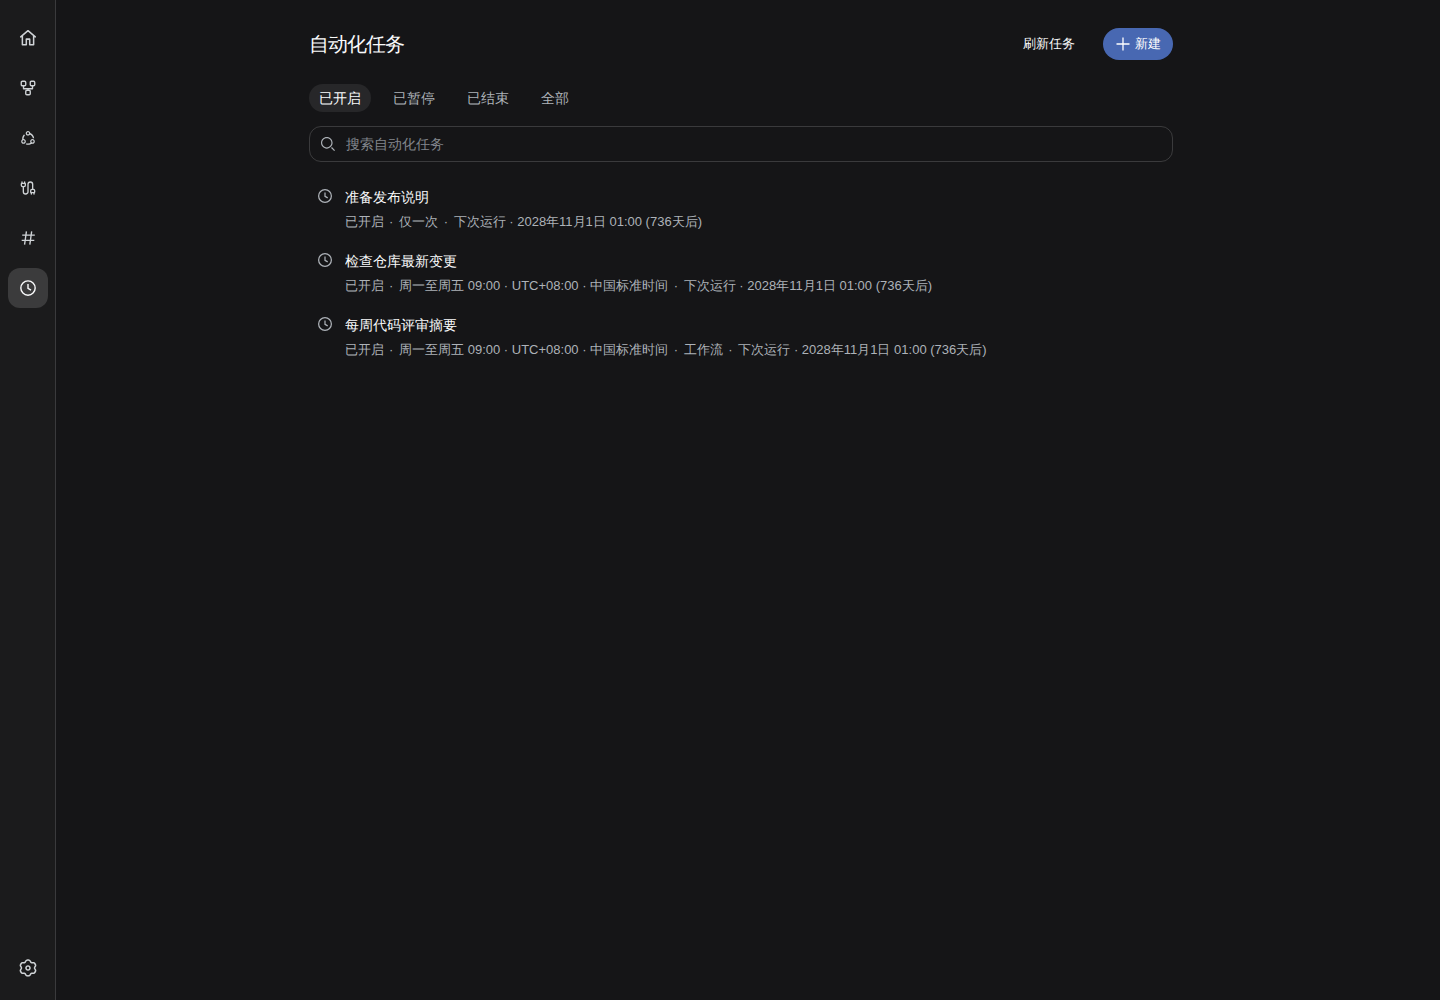 自动化任务
刷新任务
新建
已开启 已暂停 已结束 全部
搜索自动化任务
准备发布说明
已开启 · 仅一次 · 下次运行 · 2028年11月1日 01:00 (736天后)
检查仓库最新变更
已开启 · 周一至周五 09:00 · UTC+08:00 · 中国标准时间 · 下次运行 · 2028年11月1日 01:00 (736天后)
每周代码评审摘要
已开启 · 周一至周五 09:00 · UTC+08:00 · 中国标准时间 · 工作流 · 下次运行 · 2028年11月1日 01:00 (736天后)